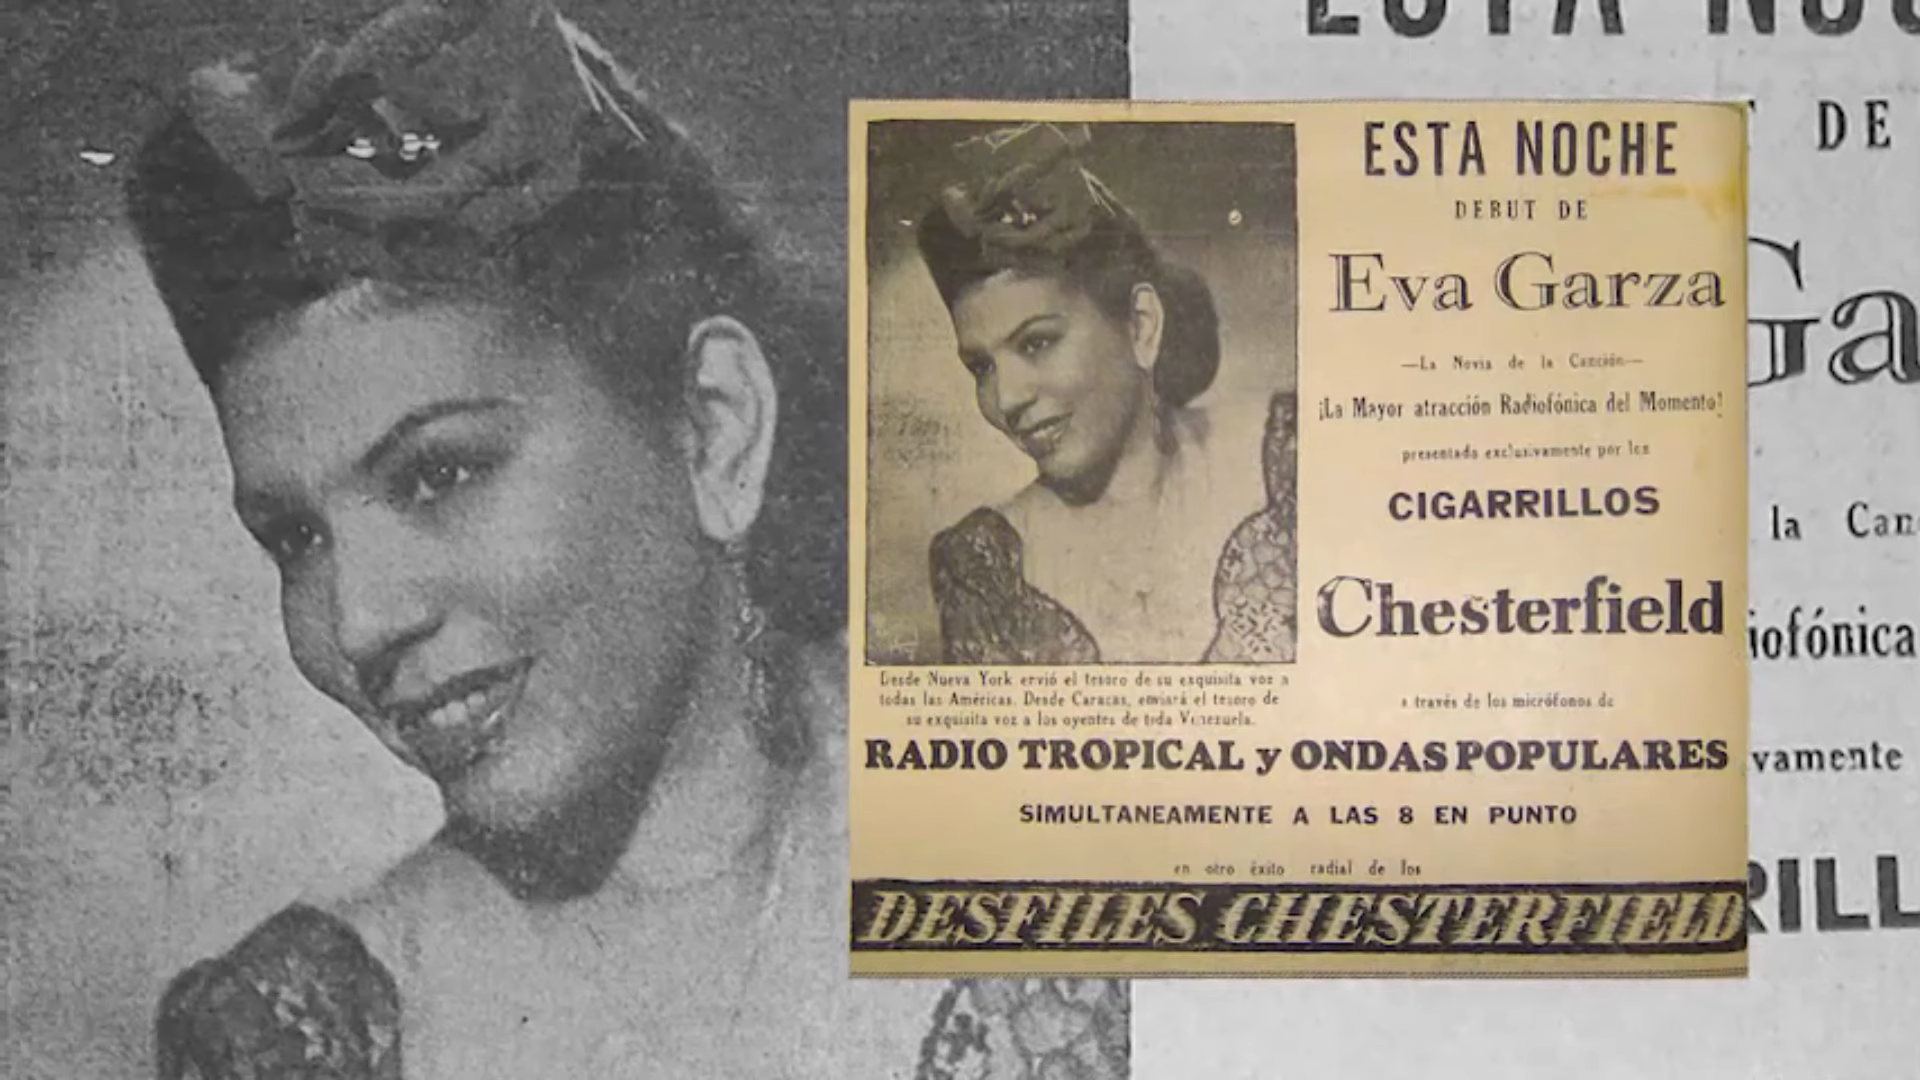 ESTA NOCHE
DEBUT DE
Eva Garza
—La Novia de la Canción—
¡La Mayor atracción Radiofónica del Momento!
presentada exclusivamente por los
CIGARRILLOS
Chesterfield
a través de los micrófonos de
Desde Nueva York envió el tesoro de su exquisita voz a
todas las Américas. Desde Caracas, enviará el tesoro de
su exquisita voz a los oyentes de toda Venezuela.
RADIO TROPICAL y ONDAS POPULARES
SIMULTANEAMENTE A LAS 8 EN PUNTO
en otro éxito radial de los
DESFILES CHESTERFIELD
ESTA NOC
DE
Ga
la Can
iofónica
vamente
RILL